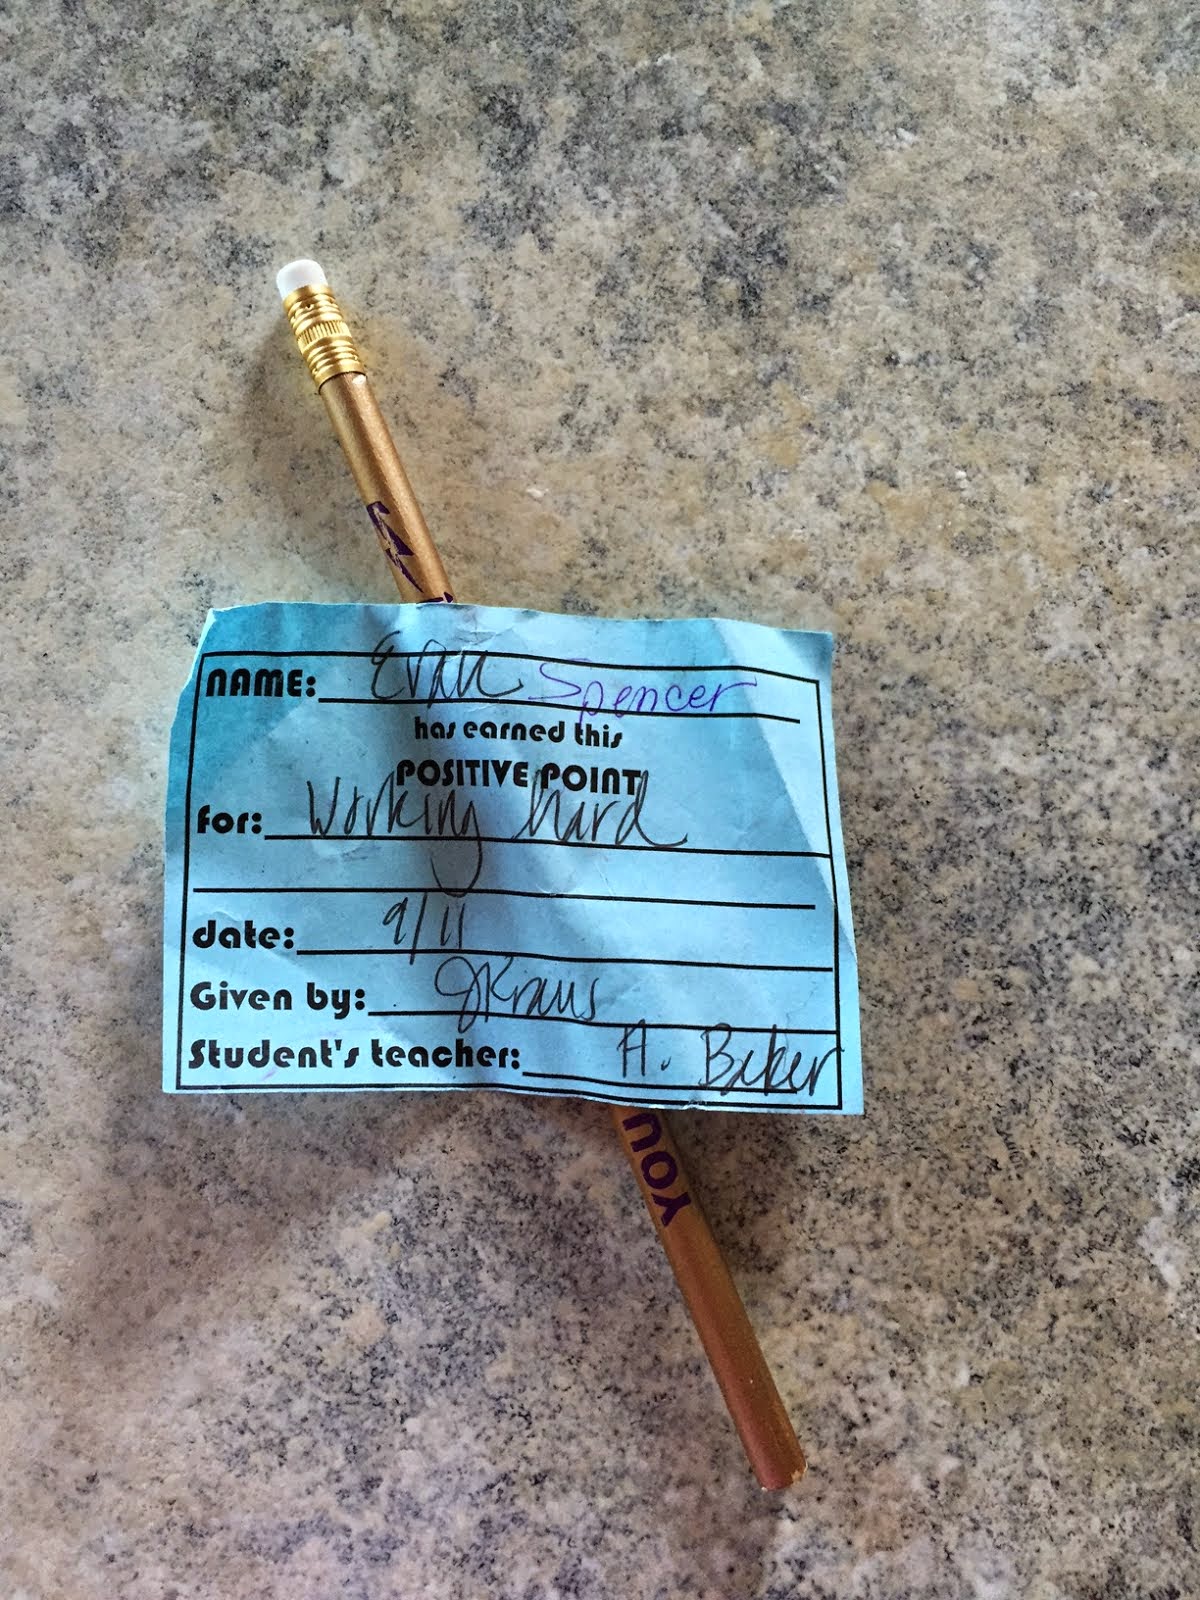 NAME: Evan Spencer
has earned this
POSITIVE POINT
for: Working hard
date: 9/11
Given by: JKraus
Student's teacher: A. Baker
YOU